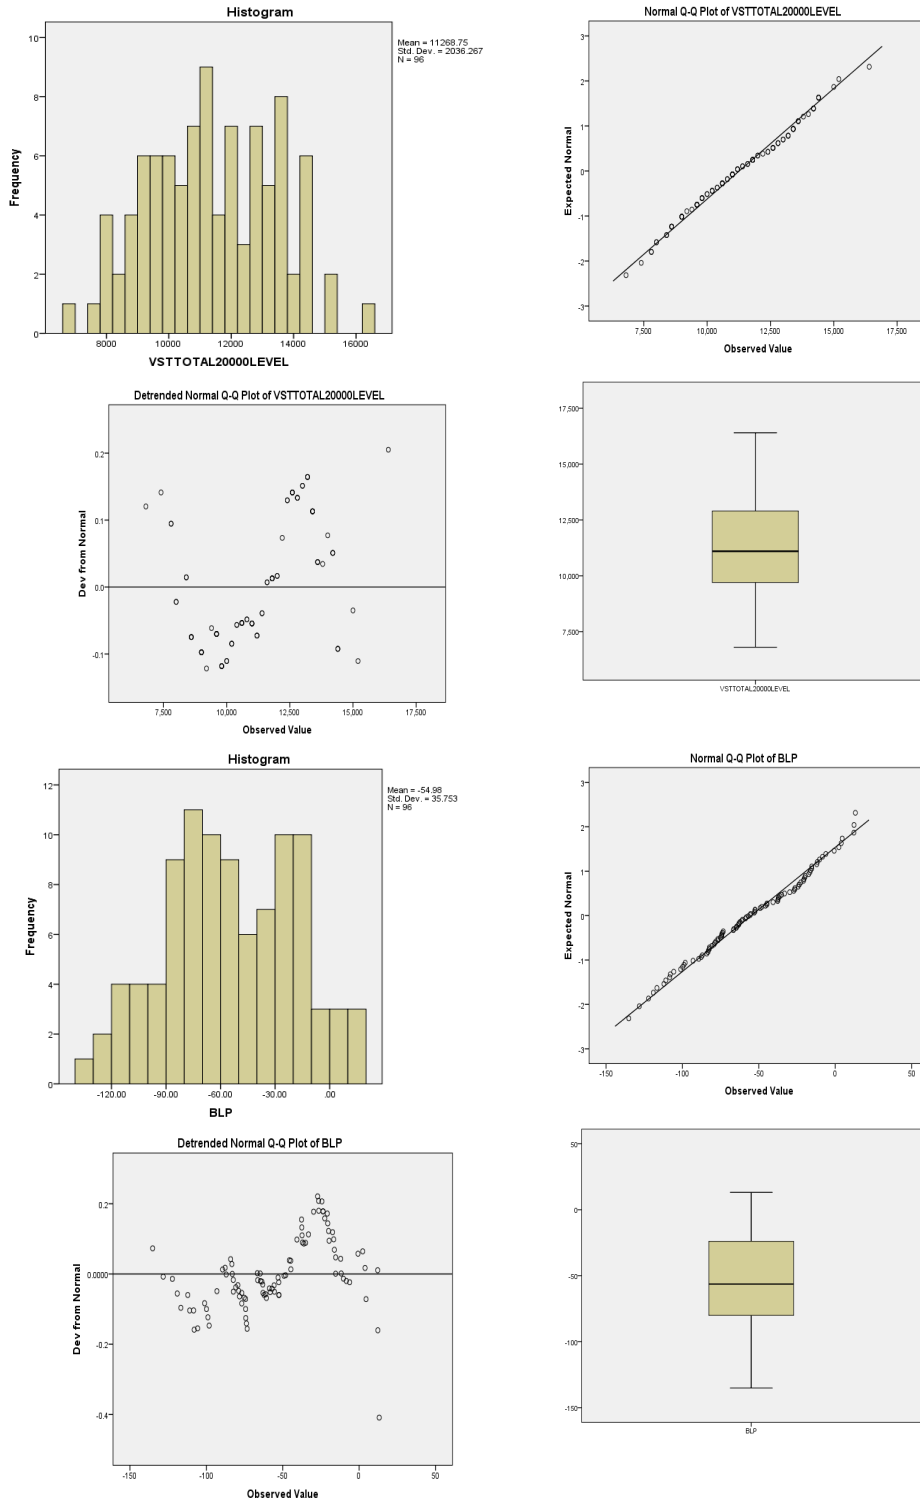 Histogram
Mean = 11268.75
Std. Dev. = 2036.267
N = 96
Frequency
10
8
6
4
2
0
8000 10000 12000 14000 16000
VSTTOTAL20000LEVEL
Normal Q-Q Plot of VSTTOTAL20000LEVEL
Expected Normal
3
2
1
0
-1
-2
-3
7,500 10,000 12,500 15,000 17,500
Observed Value
Detrended Normal Q-Q Plot of VSTTOTAL20000LEVEL
Dev from Normal
0.2
0.1
0.0
-0.1
7,500 10,000 12,500 15,000 17,500
Observed Value
17,500
15,000
12,500
10,000
7,500
VSTTOTAL20000LEVEL
Histogram
Mean = -54.98
Std. Dev. = 35.753
N = 96
Frequency
12
10
8
6
4
2
0
-120.00 -90.00 -60.00 -30.00 .00
BLP
Normal Q-Q Plot of BLP
Expected Normal
3
2
1
0
-1
-2
-3
-100 -50 0
Observed Value
Detrended Normal Q-Q Plot of BLP
Dev from Normal
0.2
0.0000
-0.2
-0.4
-150 -100 -50 0 50
Observed Value
50
0
-50
-100
-150
BLP